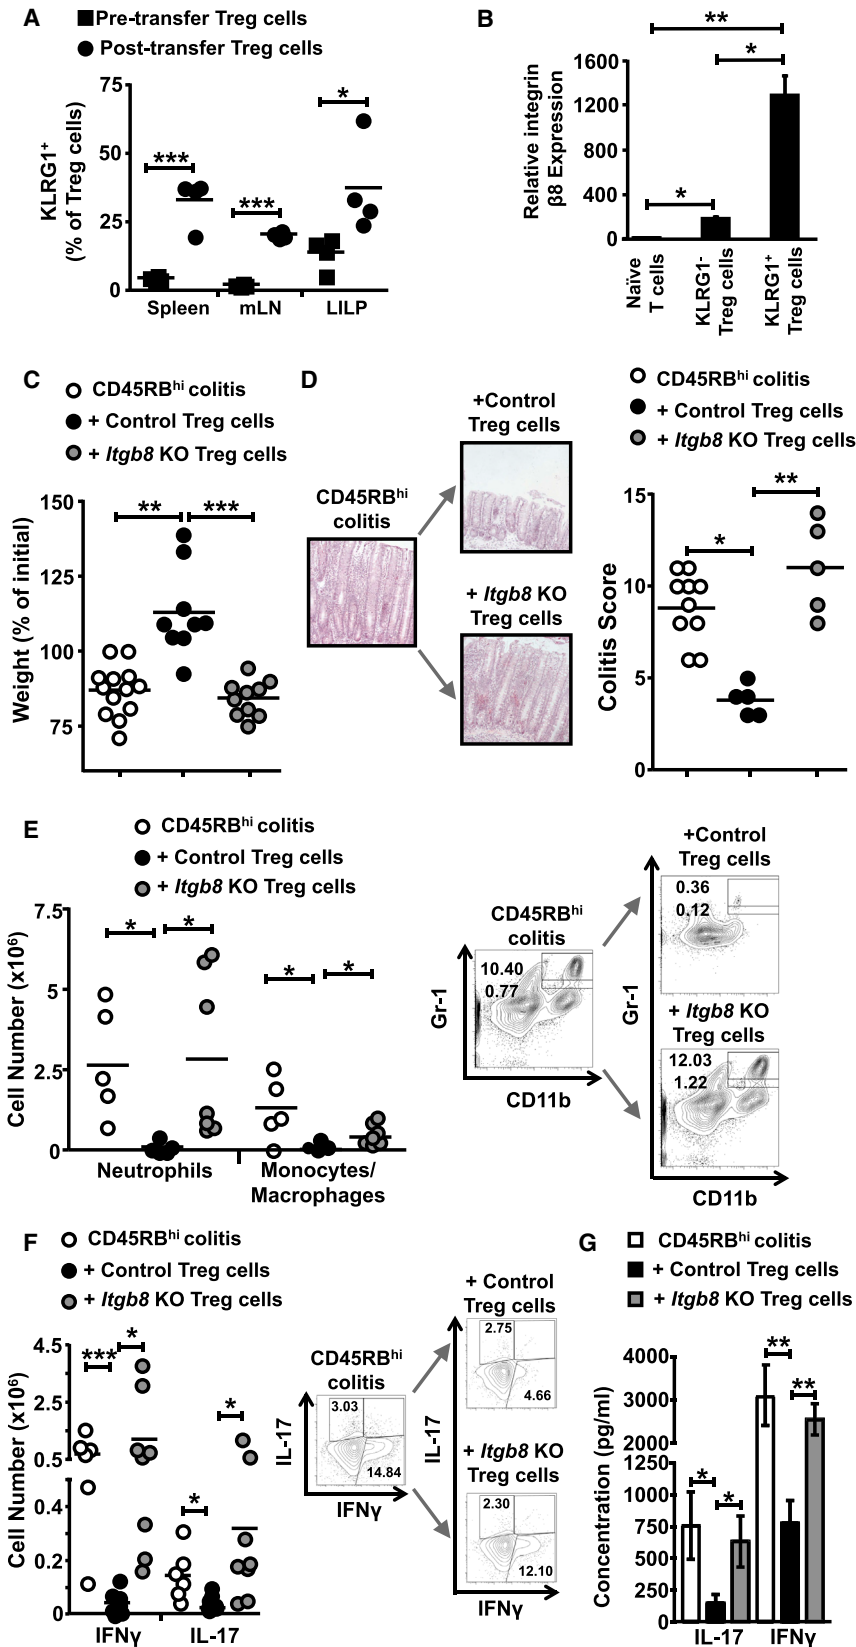 A
Pre-transfer Treg cells
Post-transfer Treg cells
KLRG1+
(% of Treg cells)
75
50
25
0
***
***
*
Spleen
mLN
LILP
B
Relative integrin
β8 Expression
1600
1200
800
400
0
**
*
*
Naïve
T cells
KLRG1-
Treg cells
KLRG1+
Treg cells
C
CD45RBhi colitis
+ Control Treg cells
+ Itgb8 KO Treg cells
Weight (% of initial)
150
125
100
75
**
***
D
CD45RBhi
colitis
+Control
Treg cells
+ Itgb8 KO
Treg cells
CD45RBhi colitis
+ Control Treg cells
+ Itgb8 KO Treg cells
Colitis Score
15
10
5
0
*
**
E
CD45RBhi colitis
+ Control Treg cells
+ Itgb8 KO Treg cells
Cell Number (x10⁶)
7.5
5
2.5
0
*
*
*
*
Neutrophils
Monocytes/
Macrophages
CD45RBhi
colitis
10.40
0.77
Gr-1
CD11b
+Control
Treg cells
0.36
0.12
Gr-1
+ Itgb8 KO
Treg cells
12.03
1.22
CD11b
F
CD45RBhi colitis
+ Control Treg cells
+ Itgb8 KO Treg cells
Cell Number (x10⁶)
4.5
2.5
0.5
0.4
0.2
0
***
*
*
*
IFNγ
IL-17
CD45RBhi
colitis
3.03
14.84
IL-17
IFNγ
+ Control
Treg cells
2.75
4.66
IL-17
+ Itgb8 KO
Treg cells
2.30
12.10
IFNγ
G
CD45RBhi colitis
+ Control Treg cells
+ Itgb8 KO Treg cells
Concentration (pg/ml)
4000
3000
2000
1000
750
500
250
0
*
*
**
**
IL-17
IFNγ